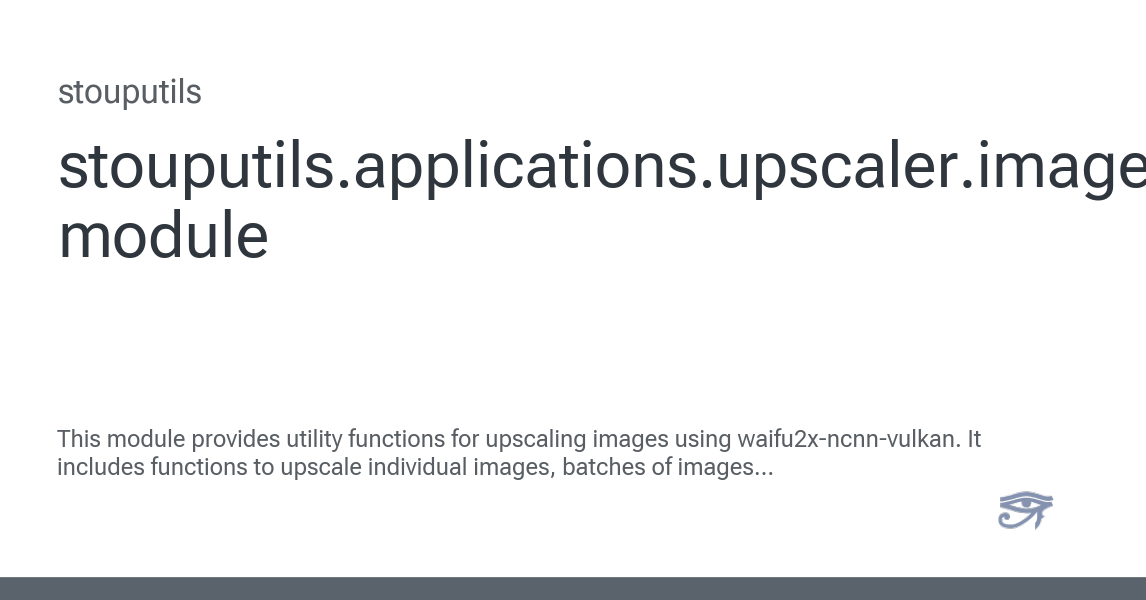 stouputils
stouputils.applications.upscaler.image
module
This module provides utility functions for upscaling images using waifu2x-ncnn-vulkan. It
includes functions to upscale individual images, batches of images...